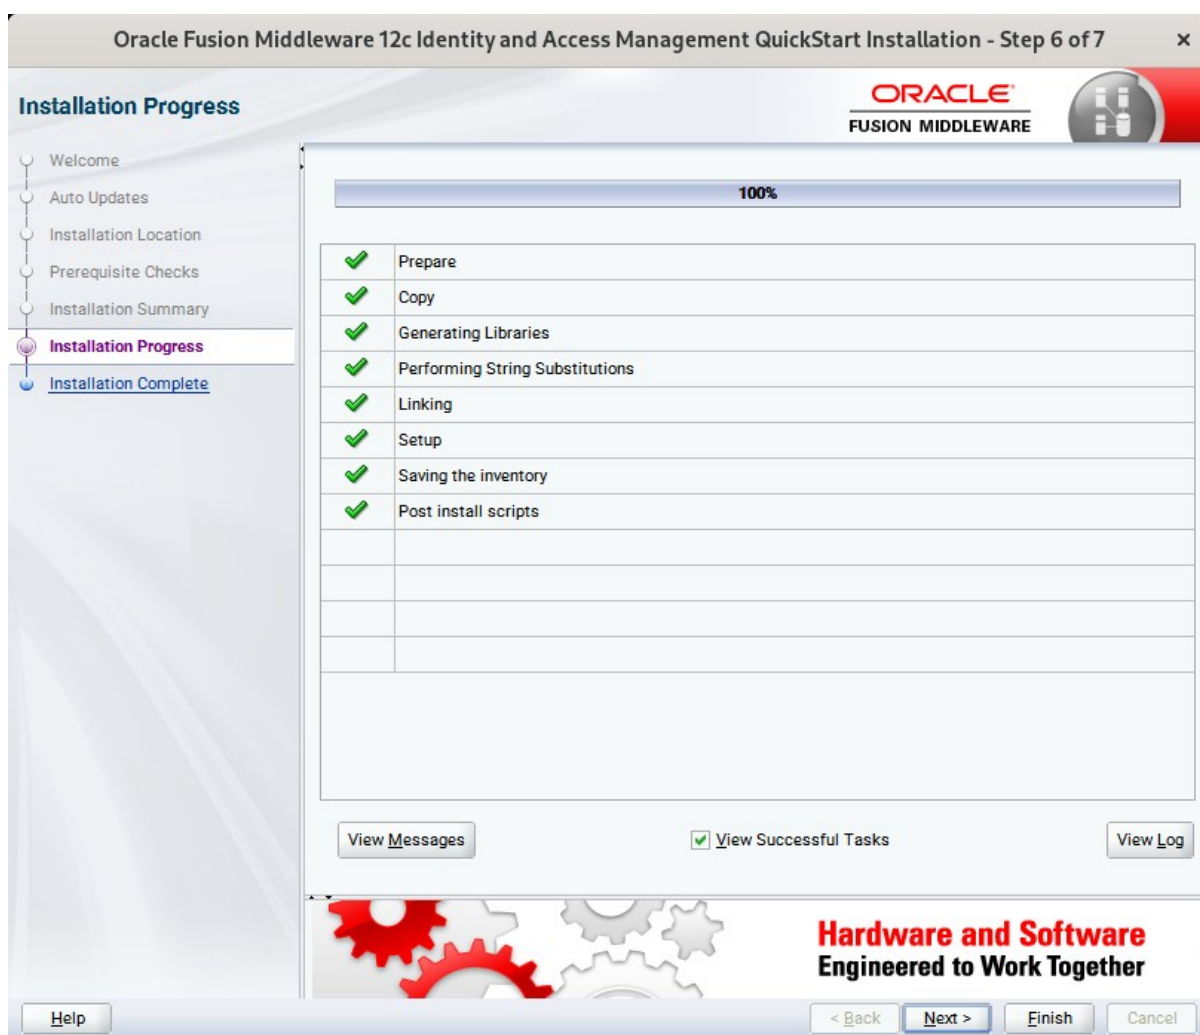 Oracle Fusion Middleware 12c Identity and Access Management QuickStart Installation - Step 6 of 7
Installation Progress
ORACLE
FUSION MIDDLEWARE
Welcome
Auto Updates
Installation Location
Prerequisite Checks
Installation Summary
Installation Progress
Installation Complete
100%
Prepare
Copy
Generating Libraries
Performing String Substitutions
Linking
Setup
Saving the inventory
Post install scripts
View Messages
View Successful Tasks
View Log
Hardware and Software
Engineered to Work Together
Help
< Back
Next >
Finish
Cancel